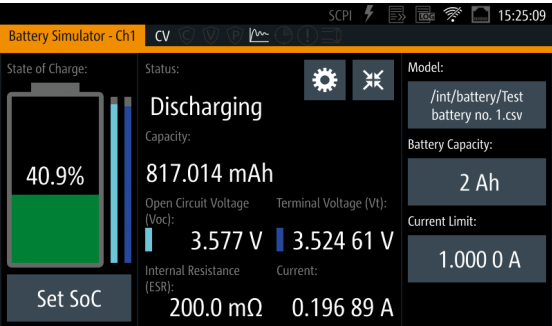 SCPI LOG 15:25:09
Battery Simulator - Ch1 CV C V P
State of Charge:
40.9%
Set SoC
Status:
Discharging
Capacity:
817.014 mAh
Open Circuit Voltage
(Voc):
3.577 V
Terminal Voltage (Vt):
3.524 61 V
Internal Resistance
(ESR):
200.0 mΩ
Current:
0.196 89 A
Model:
/int/battery/Test
battery no. 1.csv
Battery Capacity:
2 Ah
Current Limit:
1.000 0 A